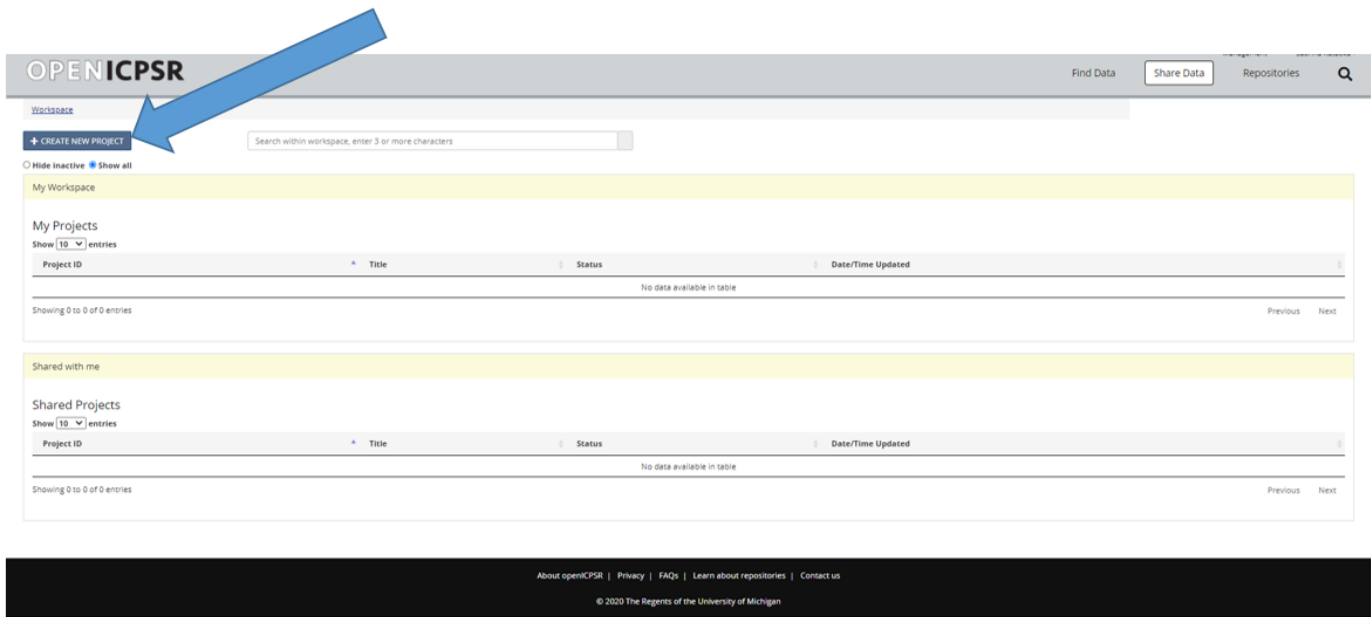 OPENICPSR
Find Data Share Data Repositories
Workspace
+ CREATE NEW PROJECT Search within workspace, enter 3 or more characters
Hide inactive Show all
My Workspace
My Projects
Show 10 entries
Project ID Title Status Date/Time Updated
No data available in table
Showing 0 to 0 of 0 entries Previous Next
Shared with me
Shared Projects
Show 10 entries
Project ID Title Status Date/Time Updated
No data available in table
Showing 0 to 0 of 0 entries Previous Next
About openICPSR | Privacy | FAQs | Learn about repositories | Contact us
© 2020 The Regents of the University of Michigan